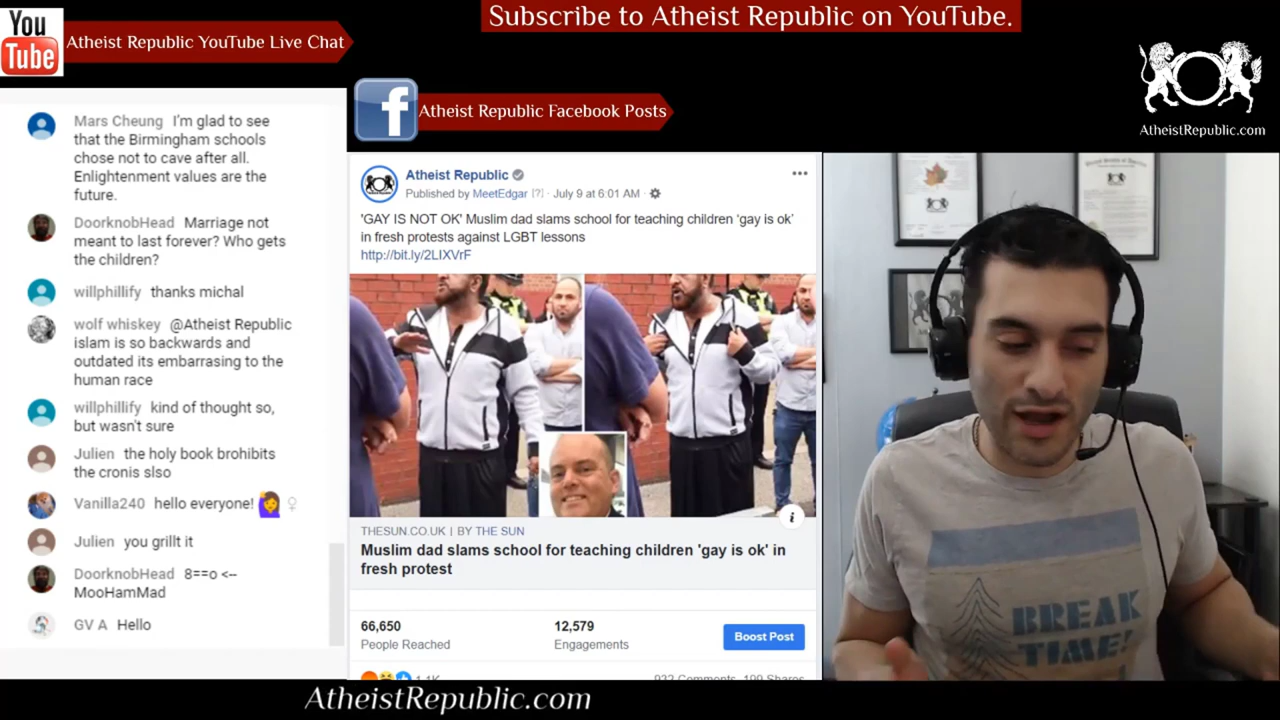 Subscribe to Atheist Republic on YouTube.
You
Tube
Atheist Republic YouTube Live Chat
f
Atheist Republic Facebook Posts
AtheistRepublic.com
Mars Cheung I'm glad to see
that the Birmingham schools
chose not to cave after all.
Enlightenment values are the
future.
DoorknobHead Marriage not
meant to last forever? Who gets
the children?
willphillify thanks michal
wolf whiskey @Atheist Republic
islam is so backwards and
outdated its embarrasing to the
human race
willphillify kind of thought so,
but wasn't sure
Julien the holy book brohibits
the cronis slso
Vanilla240 hello everyone! 🙋♀
Julien you grillt it
DoorknobHead 8==o <--
MooHamMad
GV A Hello
Atheist Republic
Published by MeetEdgar [?] · July 9 at 6:01 AM ·
'GAY IS NOT OK' Muslim dad slams school for teaching children 'gay is ok'
in fresh protests against LGBT lessons
http://bit.ly/2LIXVrF
i
THESUN.CO.UK | BY THE SUN
Muslim dad slams school for teaching children 'gay is ok' in
fresh protest
66,650
People Reached
12,579
Engagements
Boost Post
1.1K
932 Comments 199 Shares
BREAK
TIME!
AtheistRepublic.com